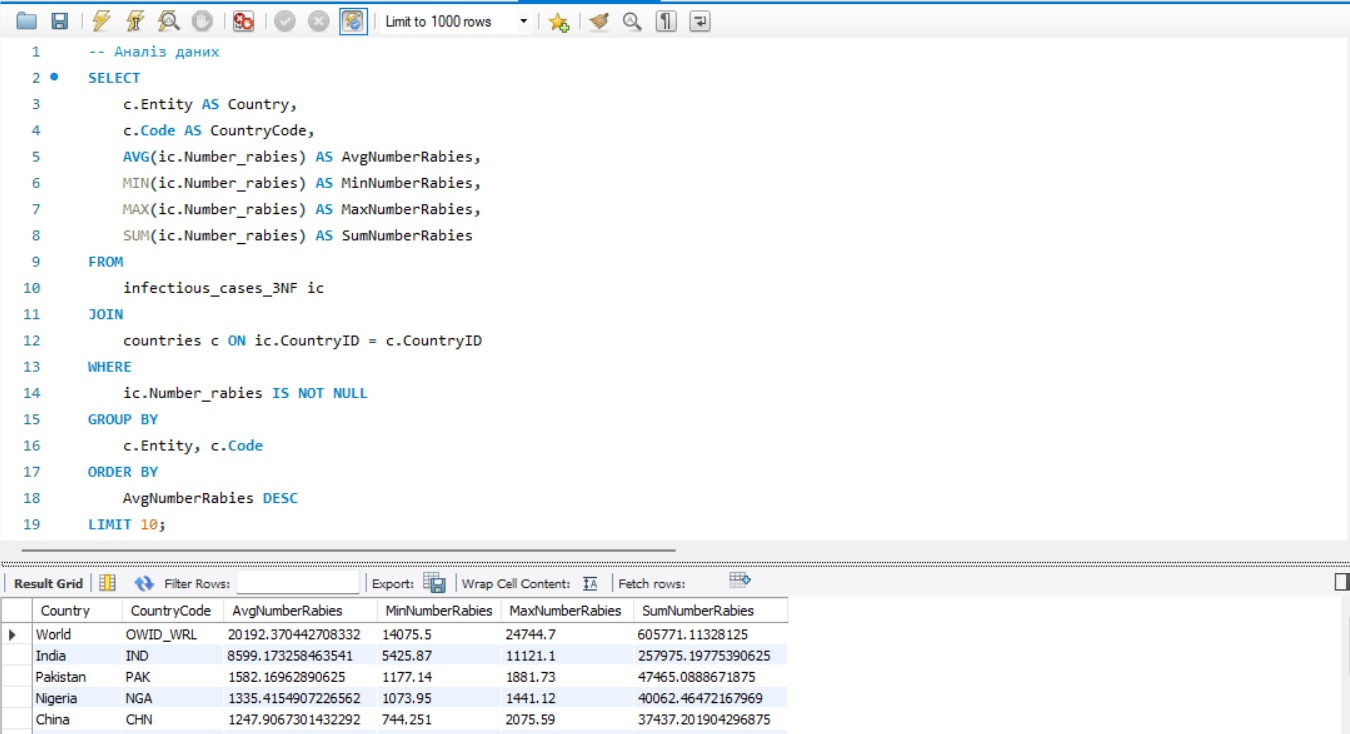 Limit to 1000 rows
1 -- Аналіз даних
2 SELECT
3 c.Entity AS Country,
4 c.Code AS CountryCode,
5 AVG(ic.Number_rabies) AS AvgNumberRabies,
6 MIN(ic.Number_rabies) AS MinNumberRabies,
7 MAX(ic.Number_rabies) AS MaxNumberRabies,
8 SUM(ic.Number_rabies) AS SumNumberRabies
9 FROM
10 infectious_cases_3NF ic
11 JOIN
12 countries c ON ic.CountryID = c.CountryID
13 WHERE
14 ic.Number_rabies IS NOT NULL
15 GROUP BY
16 c.Entity, c.Code
17 ORDER BY
18 AvgNumberRabies DESC
19 LIMIT 10;
Result Grid Filter Rows: Export: Wrap Cell Content: IA Fetch rows:
Country CountryCode AvgNumberRabies MinNumberRabies MaxNumberRabies SumNumberRabies
World OWID_WRL 20192.370442708332 14075.5 24744.7 605771.11328125
India IND 8599.173258463541 5425.87 11121.1 257975.19775390625
Pakistan PAK 1582.16962890625 1177.14 1881.73 47465.0888671875
Nigeria NGA 1335.4154907226562 1073.95 1441.12 40062.46472167969
China CHN 1247.9067301432292 744.251 2075.59 37437.201904296875